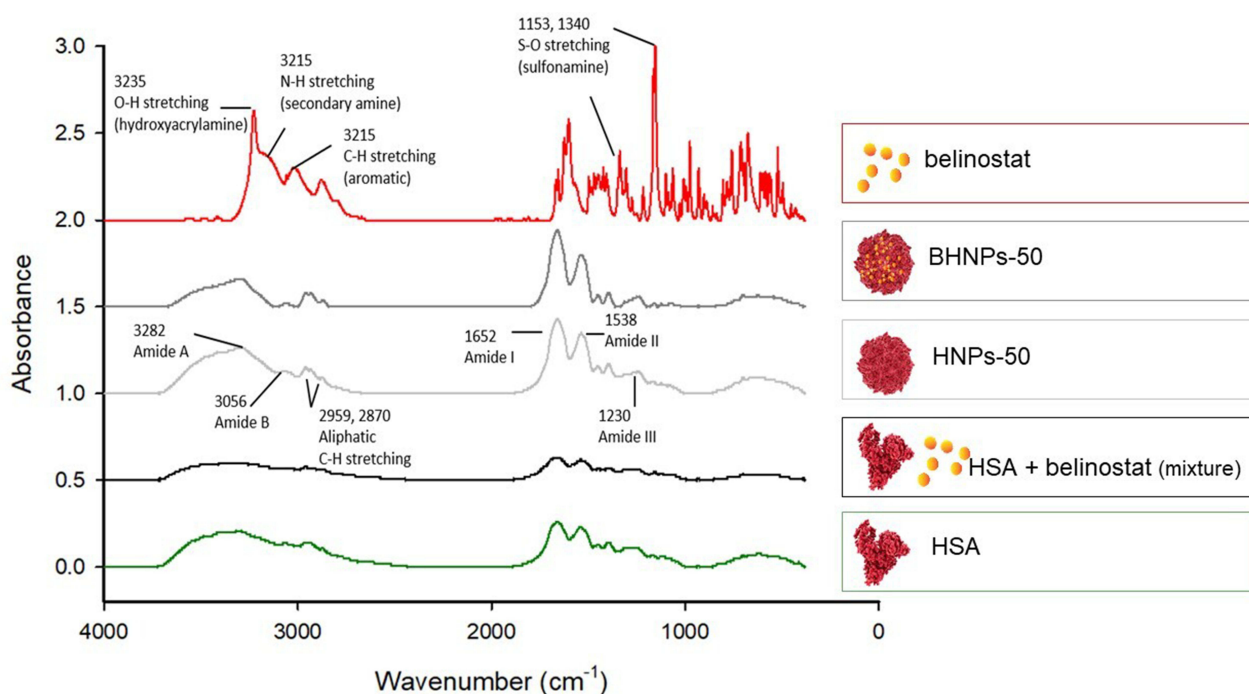 1153, 1340
S-O stretching
(sulfonamine)
3235
O-H stretching
(hydroxyacrylamine)
3215
N-H stretching
(secondary amine)
3215
C-H stretching
(aromatic)
3282
Amide A
3056
Amide B
2959, 2870
Aliphatic
C-H stretching
1652
Amide I
1538
Amide II
1230
Amide III
Absorbance
3.0
2.5
2.0
1.5
1.0
0.5
0.0
4000
3000
2000
1000
0
Wavenumber (cm⁻¹)
belinostat
BHNPs-50
HNPs-50
HSA + belinostat (mixture)
HSA